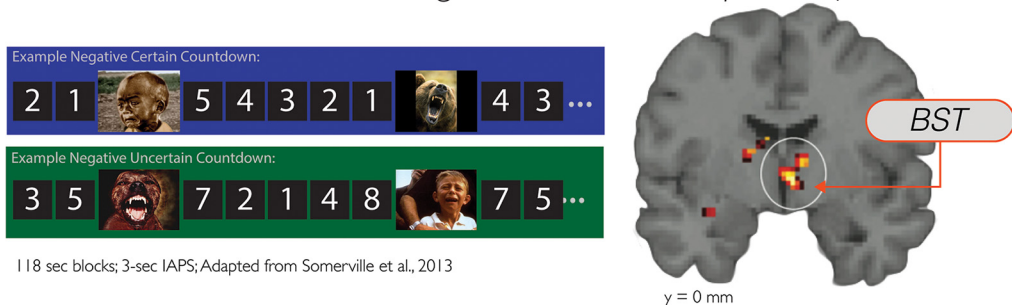 Example Negative Certain Countdown:
2 1 5 4 3 2 1 4 3 ...
Example Negative Uncertain Countdown:
3 5 7 2 1 4 8 7 5 ...
118 sec blocks; 3-sec IAPS; Adapted from Somerville et al., 2013
BST
y = 0 mm